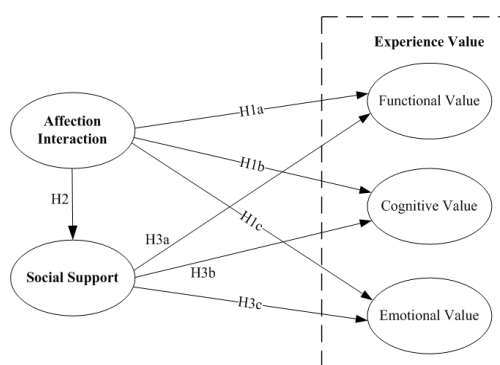 Experience Value
Affection
Interaction
Functional Value
H1a
H1b
H2
Cognitive Value
H1c
H3a
H3b
Social Support
H3c
Emotional Value